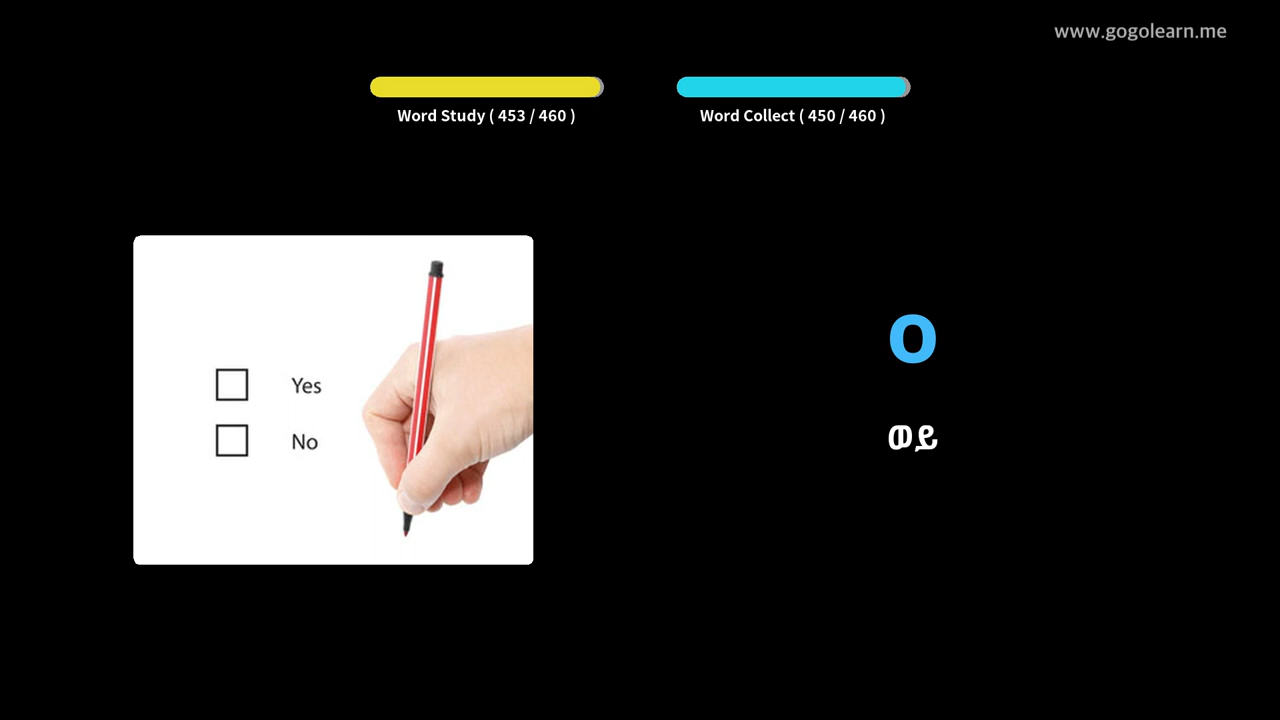 www.gogolearn.me
Word Study ( 453 / 460 )
Word Collect ( 450 / 460 )
Yes
No
o
ወይ